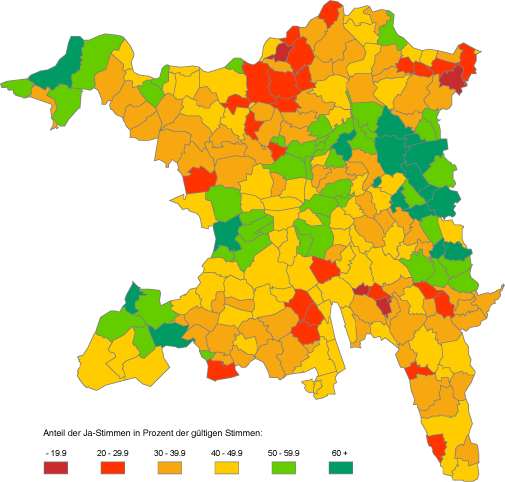 Anteil der Ja-Stimmen in Prozent der gültigen Stimmen:
- 19.9 20 - 29.9 30 - 39.9 40 - 49.9 50 - 59.9 60 +